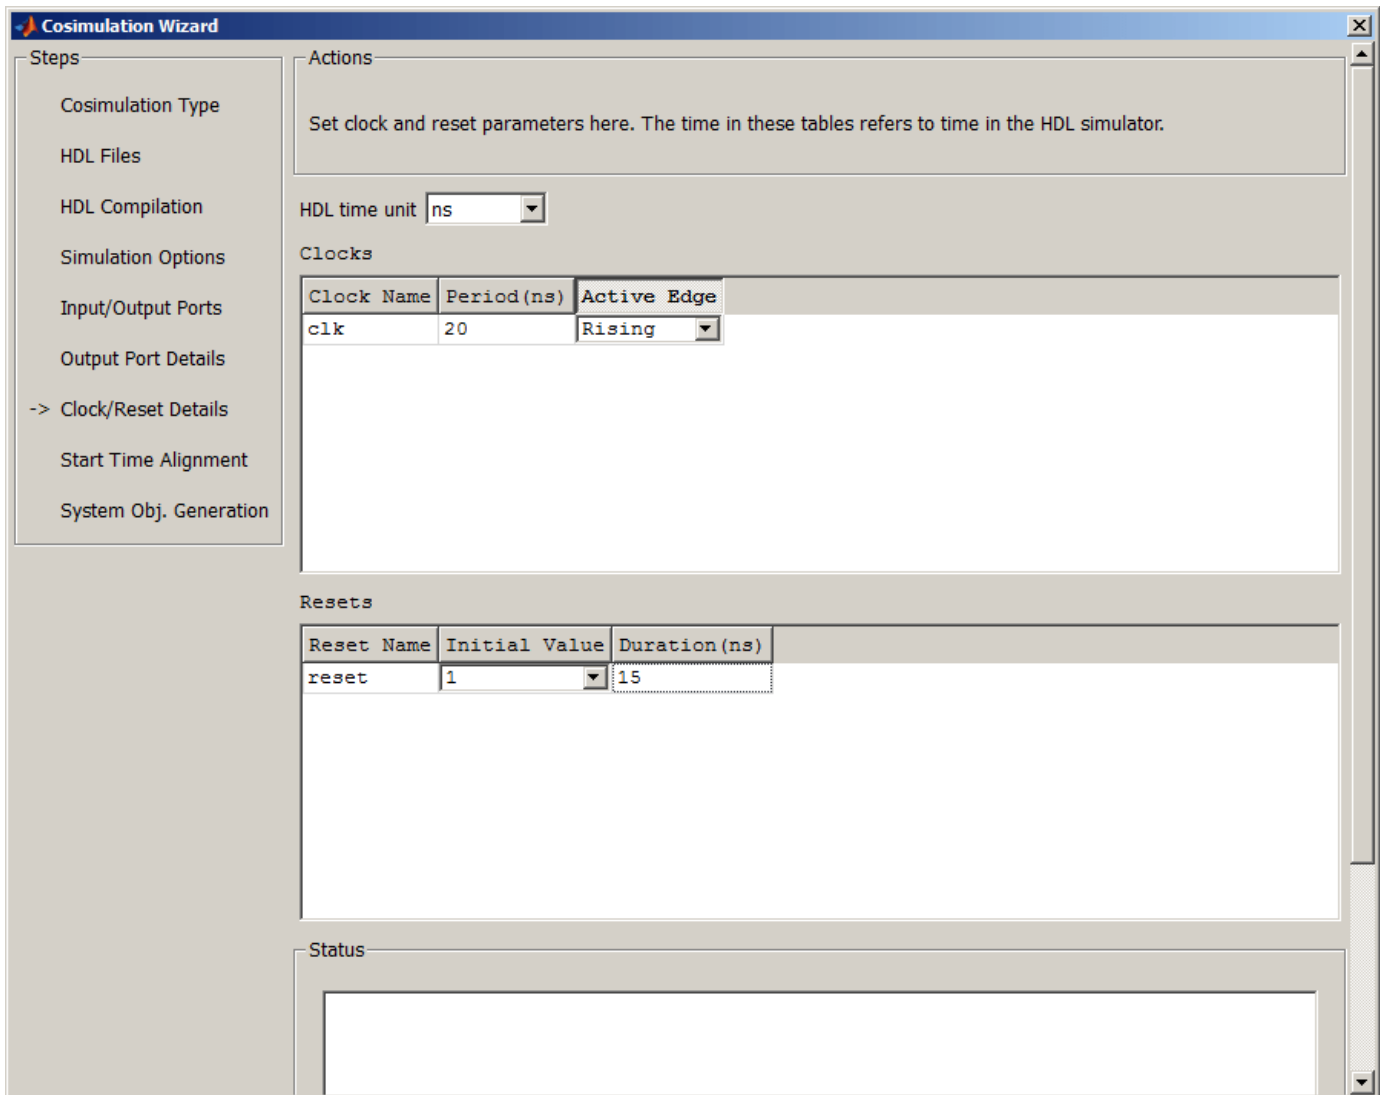 Cosimulation Wizard
Steps
Cosimulation Type
HDL Files
HDL Compilation
Simulation Options
Input/Output Ports
Output Port Details
-> Clock/Reset Details
Start Time Alignment
System Obj. Generation
Actions
Set clock and reset parameters here. The time in these tables refers to time in the HDL simulator.
HDL time unit ns
Clocks
Clock Name Period(ns) Active Edge
clk 20 Rising
Resets
Reset Name Initial Value Duration(ns)
reset 1 15
Status